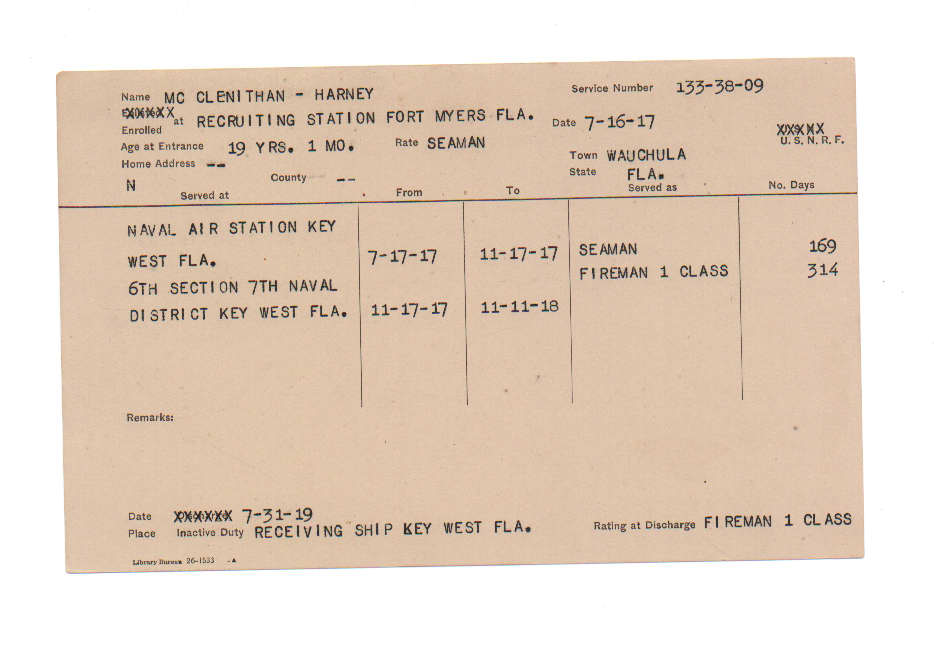 Name MC CLENITHAN - HARNEY Service Number 133-38-09
XXXXXX at RECRUITING STATION FORT MYERS FLA. Date 7-16-17 XXXXX
Enrolled U. S. N. R. F.
Age at Entrance 19 YRS. 1 MO. Rate SEAMAN Town WAUCHULA
Home Address -- State FLA.
N County --
Served at From To Served as No. Days
NAVAL AIR STATION KEY
WEST FLA. 7-17-17 11-17-17 SEAMAN 169
6TH SECTION 7TH NAVAL FIREMAN 1 CLASS 314
DISTRICT KEY WEST FLA. 11-17-17 11-11-18
Remarks:
Date XXXXXX 7-31-19
Place Inactive Duty RECEIVING SHIP KEY WEST FLA. Rating at Discharge FIREMAN 1 CLASS
Library Bureau 26-1533 -A